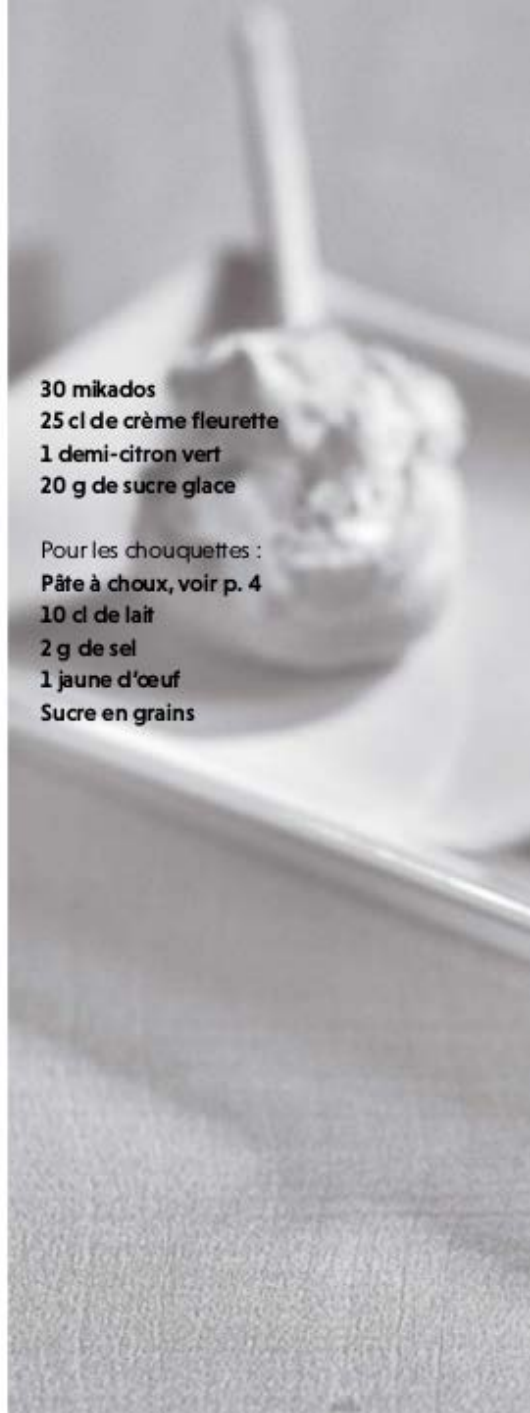 30 mikados
25 cl de crème fleurette
1 demi-citron vert
20 g de sucre glace
Pour les chouquettes :
Pâte à choux, voir p. 4
10 cl de lait
2 g de sel
1 jaune d'œuf
Sucre en grains